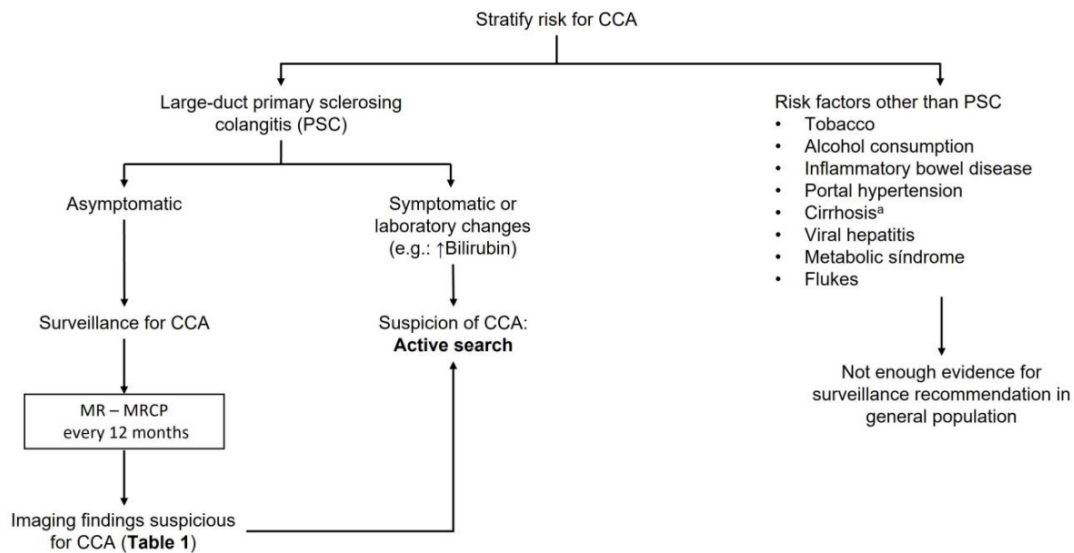 Stratify risk for CCA
Large-duct primary sclerosing
colangitis (PSC)
Asymptomatic
Surveillance for CCA
MR – MRCP
every 12 months
Imaging findings suspicious
for CCA (Table 1)
Symptomatic or
laboratory changes
(e.g.: ↑Bilirubin)
Suspicion of CCA:
Active search
Risk factors other than PSC
• Tobacco
• Alcohol consumption
• Inflammatory bowel disease
• Portal hypertension
• Cirrhosisᵃ
• Viral hepatitis
• Metabolic síndrome
• Flukes
Not enough evidence for
surveillance recommendation in
general population